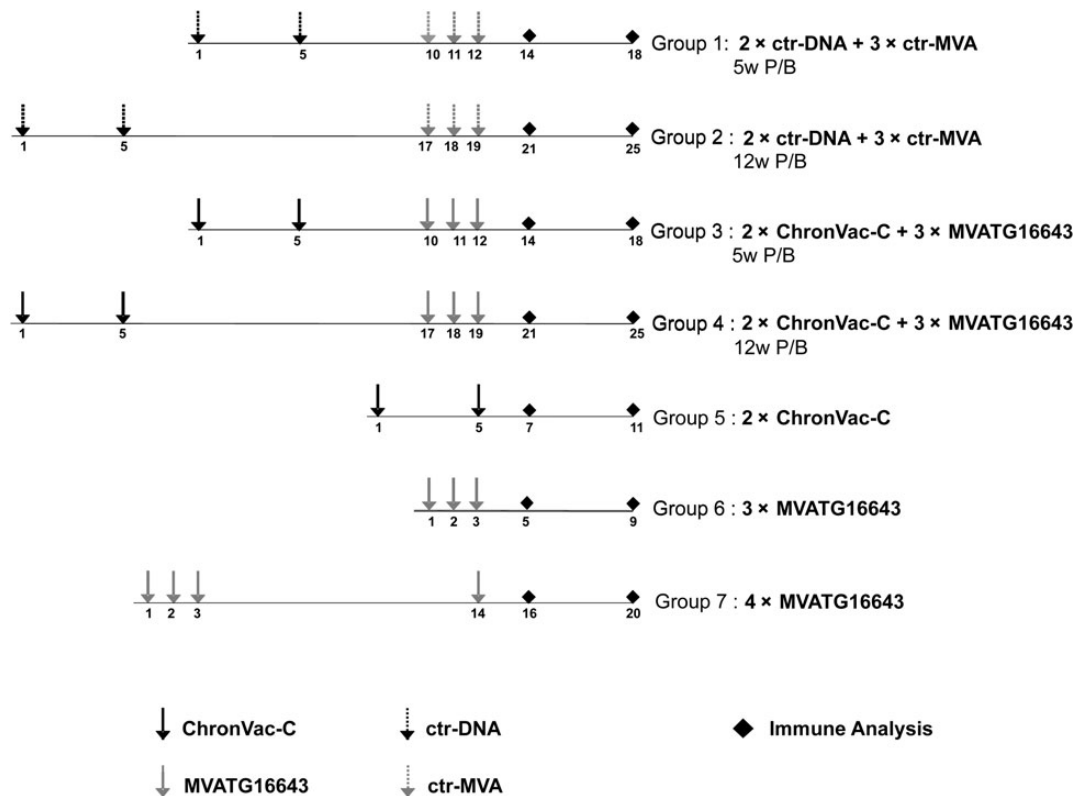 Group 1: 2 × ctr-DNA + 3 × ctr-MVA
1 5 10 11 12 14 18
5w P/B
Group 2 : 2 × ctr-DNA + 3 × ctr-MVA
1 5 17 18 19 21 25
12w P/B
Group 3 : 2 × ChronVac-C + 3 × MVATG16643
1 5 10 11 12 14 18
5w P/B
Group 4 : 2 × ChronVac-C + 3 × MVATG16643
1 5 17 18 19 21 25
12w P/B
Group 5 : 2 × ChronVac-C
1 5 7 11
Group 6 : 3 × MVATG16643
1 2 3 5 9
Group 7 : 4 × MVATG16643
1 2 3 14 16 20
ChronVac-C ctr-DNA Immune Analysis
MVATG16643 ctr-MVA